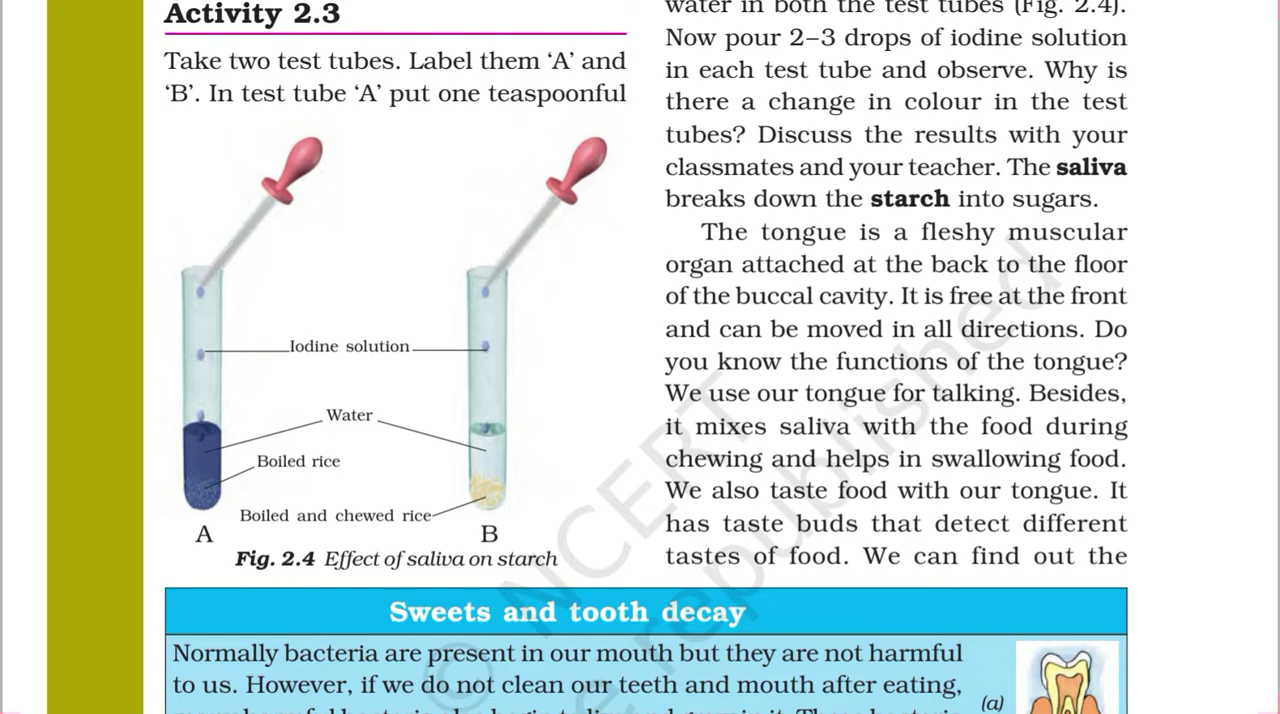 Activity 2.3
Take two test tubes. Label them ‘A’ and
‘B’. In test tube ‘A’ put one teaspoonful
Iodine solution
Water
Boiled rice
Boiled and chewed rice
A
B
Fig. 2.4 Effect of saliva on starch
water in both the test tubes (Fig. 2.4).
Now pour 2–3 drops of iodine solution
in each test tube and observe. Why is
there a change in colour in the test
tubes? Discuss the results with your
classmates and your teacher. The saliva
breaks down the starch into sugars.
The tongue is a fleshy muscular
organ attached at the back to the floor
of the buccal cavity. It is free at the front
and can be moved in all directions. Do
you know the functions of the tongue?
We use our tongue for talking. Besides,
it mixes saliva with the food during
chewing and helps in swallowing food.
We also taste food with our tongue. It
has taste buds that detect different
tastes of food. We can find out the
Sweets and tooth decay
Normally bacteria are present in our mouth but they are not harmful
to us. However, if we do not clean our teeth and mouth after eating,
(a)
© NCERT
republished